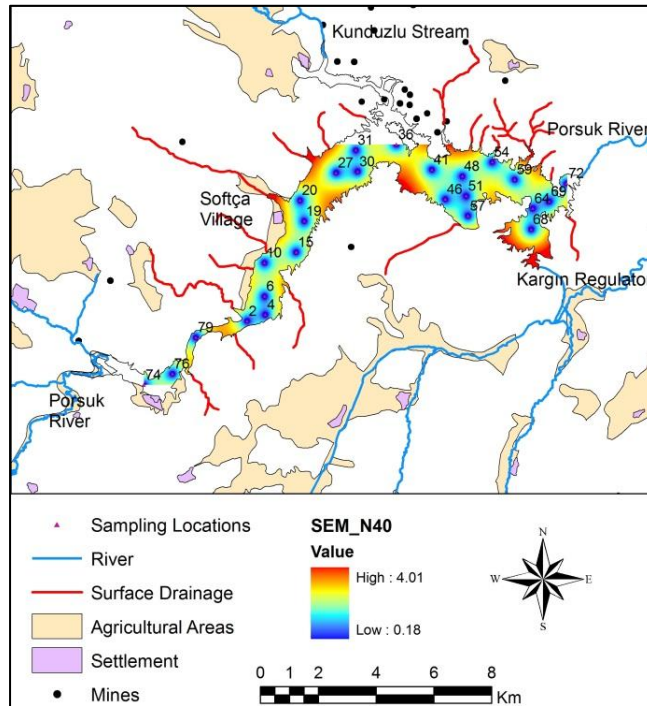 Kunduzlu Stream
Porsuk River
31
36
27
30
41
54
48
59
72
51
46
64
69
57
68
20
Softça
Village
19
15
10
Kargın Regulator
6
4
2
79
76
74
Porsuk
River
Sampling Locations
River
Surface Drainage
Agricultural Areas
Settlement
Mines
SEM_N40
Value
High : 4.01
Low : 0.18
N
W
E
S
0 1 2 4 6 8
Km